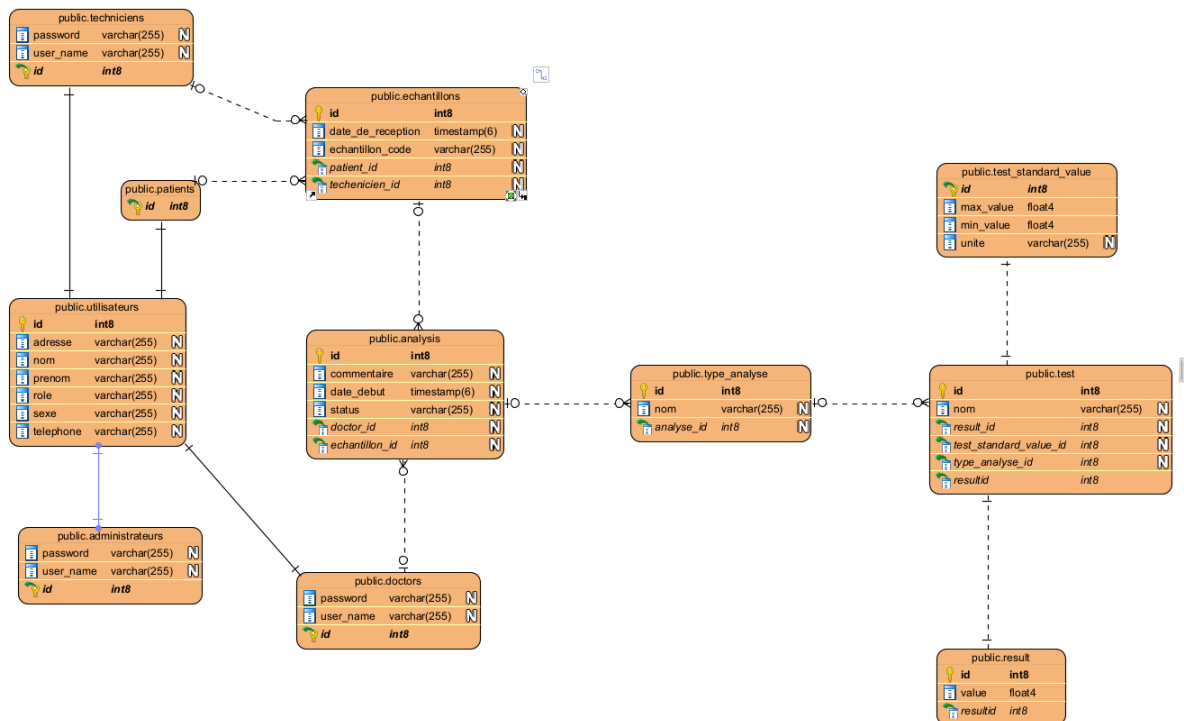 public.techniciens
password varchar(255) N
user_name varchar(255) N
id int8
public.echantillons
id int8
date_de_reception timestamp(6) N
echantillon_code varchar(255) N
patient_id int8 N
techenicien_id int8 N
public.patients
id int8
public.test_standard_value
id int8
max_value float4
min_value float4
unite varchar(255) N
public.utilisateurs
id int8
adresse varchar(255) N
nom varchar(255) N
prenom varchar(255) N
role varchar(255) N
sexe varchar(255) N
telephone varchar(255) N
public.analysis
id int8
commentaire varchar(255) N
date_debut timestamp(6) N
status varchar(255) N
doctor_id int8 N
echantillon_id int8 N
public.type_analyse
id int8
nom varchar(255) N
analyse_id int8 N
public.test
id int8
nom varchar(255) N
result_id int8 N
test_standard_value_id int8 N
type_analyse_id int8 N
resultid int8
public.administrateurs
password varchar(255) N
user_name varchar(255) N
id int8
public.doctors
password varchar(255) N
user_name varchar(255) N
id int8
public.result
id int8
value float4
resultid int8